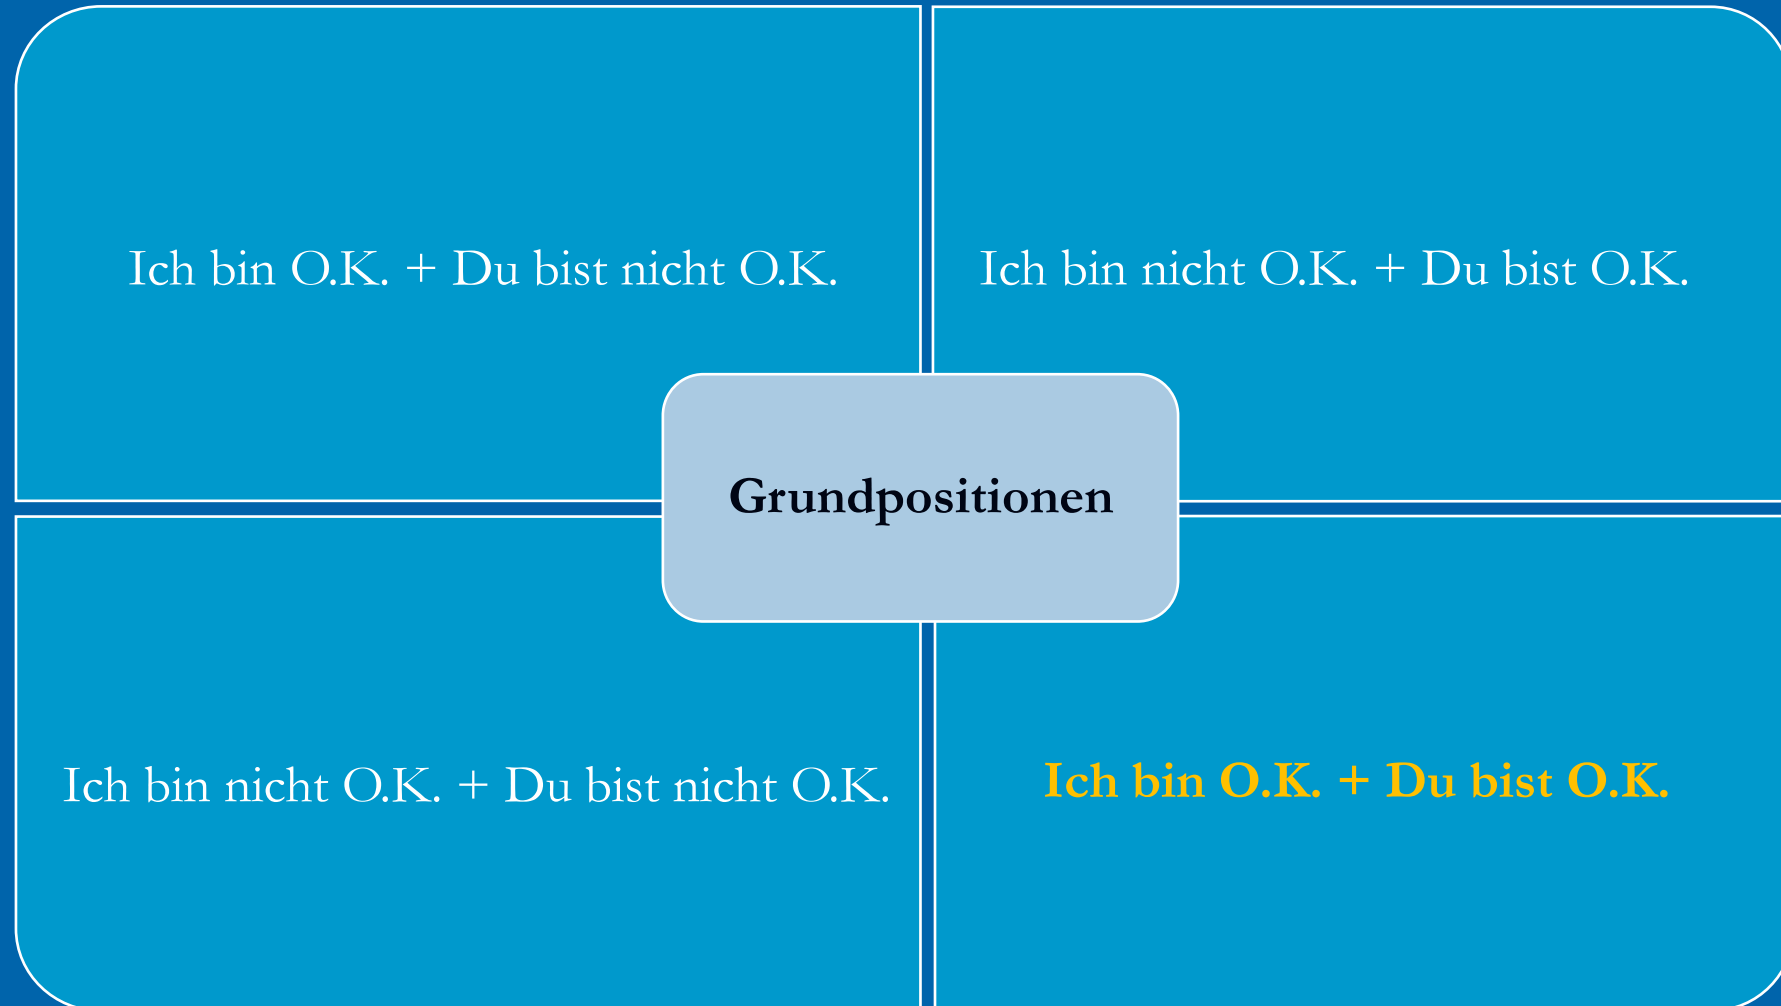 Ich bin O.K. + Du bist nicht O.K.
Ich bin nicht O.K. + Du bist O.K.
Grundpositionen
Ich bin nicht O.K. + Du bist nicht O.K.
Ich bin O.K. + Du bist O.K.